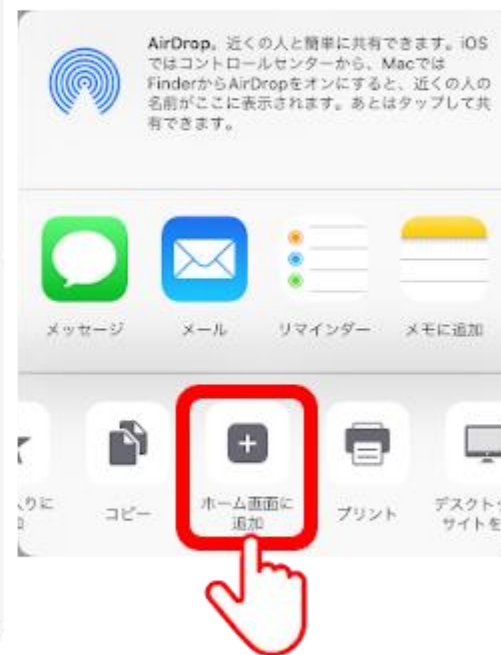 AirDrop。近くの人と簡単に共有できます。iOS
ではコントロールセンターから、Macでは
FinderからAirDropをオンにすると、近くの人の
名前がここに表示されます。あとはタップして共
有できます。
メッセージ
メール
リマインダー
メモに追加
りに
コピー
ホーム画面に
追加
プリント
デスクトッ
サイトを